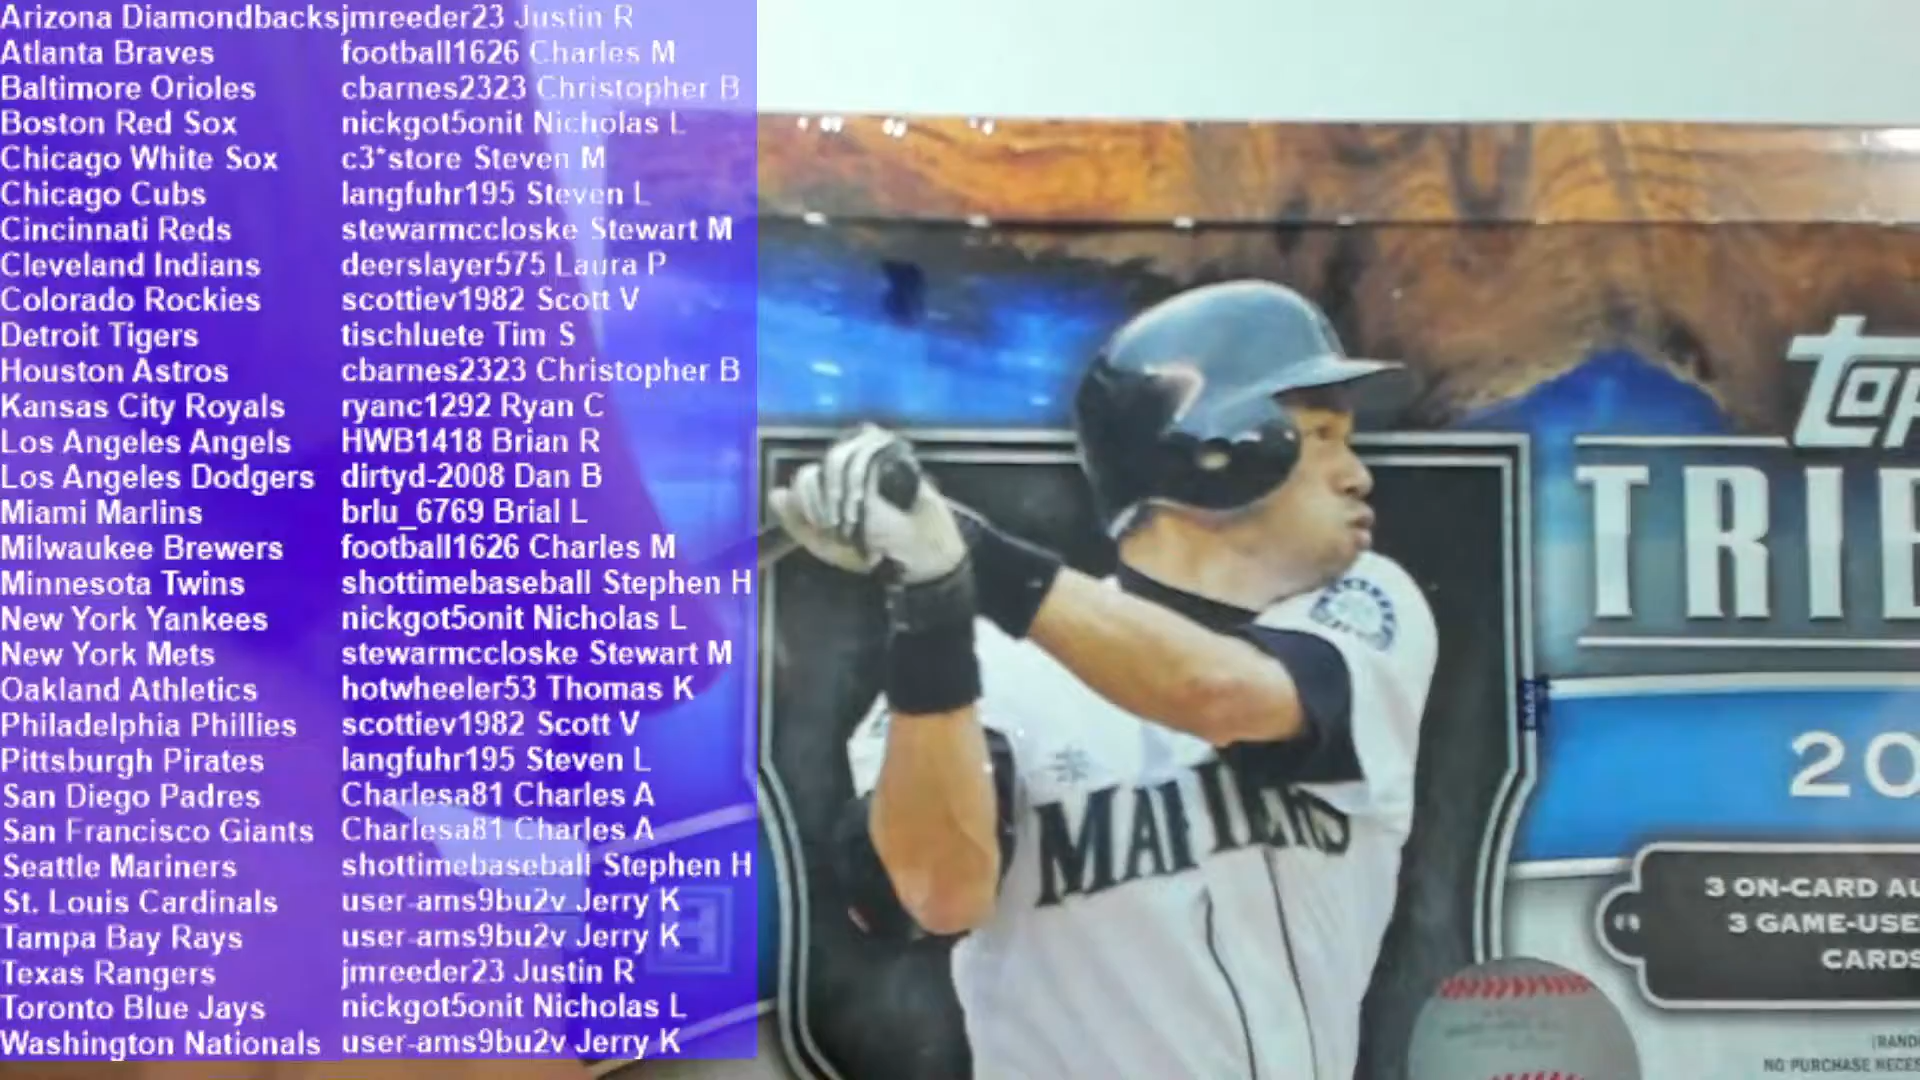 Arizona Diamondbacks jmreeder23 Justin R
Atlanta Braves football1626 Charles M
Baltimore Orioles cbarnes2323 Christopher B
Boston Red Sox nickgot5onit Nicholas L
Chicago White Sox c3*store Steven M
Chicago Cubs langfuhr195 Steven L
Cincinnati Reds stewarmccloske Stewart M
Cleveland Indians deerslayer575 Laura P
Colorado Rockies scottiev1982 Scott V
Detroit Tigers tischluete Tim S
Houston Astros cbarnes2323 Christopher B
Kansas City Royals ryanc1292 Ryan C
Los Angeles Angels HWB1418 Brian R
Los Angeles Dodgers dirtyd-2008 Dan B
Miami Marlins brlu_6769 Brial L
Milwaukee Brewers football1626 Charles M
Minnesota Twins shottimebaseball Stephen H
New York Yankees nickgot5onit Nicholas L
New York Mets stewarmccloske Stewart M
Oakland Athletics hotwheeler53 Thomas K
Philadelphia Phillies scottiev1982 Scott V
Pittsburgh Pirates langfuhr195 Steven L
San Diego Padres Charlesa81 Charles A
San Francisco Giants Charlesa81 Charles A
Seattle Mariners shottimebaseball Stephen H
St. Louis Cardinals user-ams9bu2v Jerry K
Tampa Bay Rays user-ams9bu2v Jerry K
Texas Rangers jmreeder23 Justin R
Toronto Blue Jays nickgot5onit Nicholas L
Washington Nationals user-ams9bu2v Jerry K
TOP
TRIB
20
3 ON-CARD AU
3 GAME-USE
CARDS
(RAND
NO PURCHASE NECES